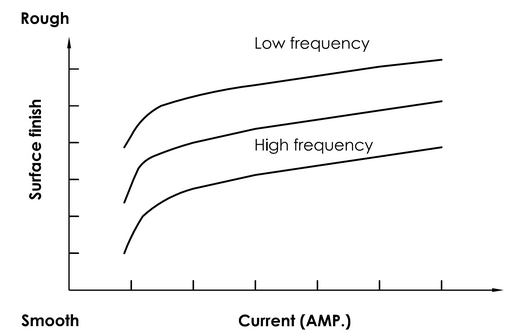 Rough
Low frequency
High frequency
Surface finish
Smooth
Current (AMP.)